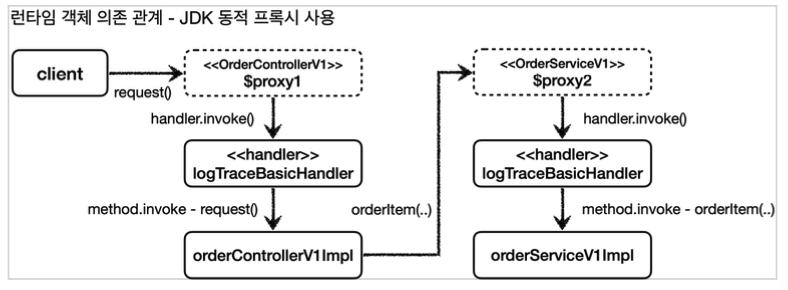 런타임 객체 의존 관계 - JDK 동적 프록시 사용
client
request()
<<OrderControllerV1>>
$proxy1
handler.invoke()
<<handler>>
logTraceBasicHandler
method.invoke - request()
orderControllerV1Impl
orderItem(..)
<<OrderServiceV1>>
$proxy2
handler.invoke()
<<handler>>
logTraceBasicHandler
method.invoke - orderItem(..)
orderServiceV1Impl